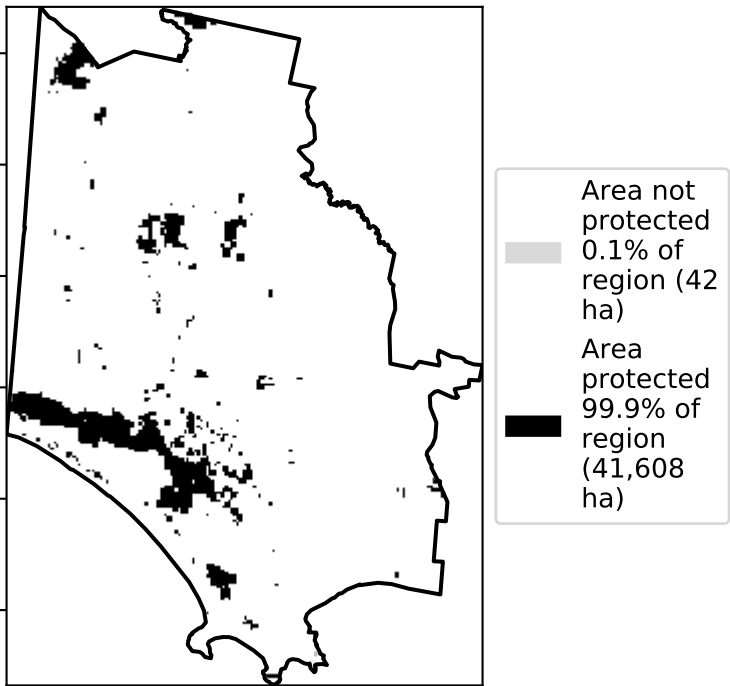 Area not
protected
0.1% of
region (42
ha)
Area
protected
99.9% of
region
(41,608
ha)